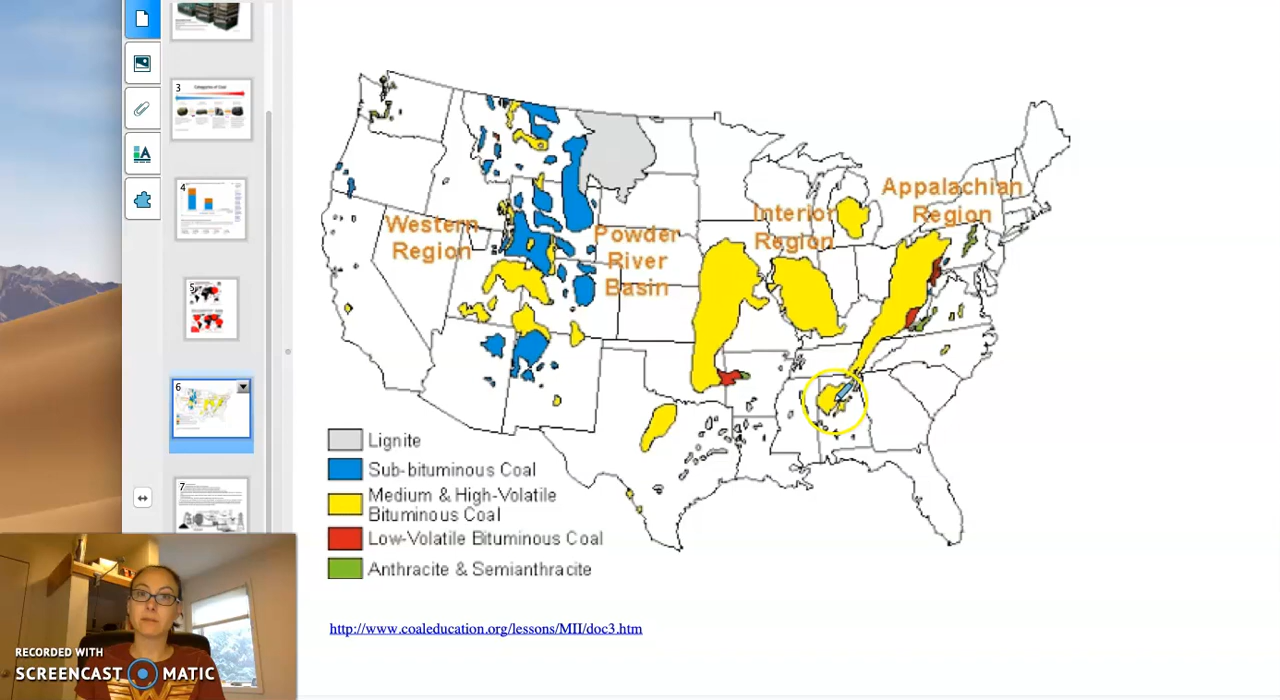 3
Categories of Coal
4
5
6
7
Western
Region
Powder
River
Basin
Interior
Region
Appalachian
Region
Lignite
Sub-bituminous Coal
Medium & High-Volatile
Bituminous Coal
Low-Volatile Bituminous Coal
Anthracite & Semianthracite
http://www.coaleducation.org/lessons/MII/doc3.htm
RECORDED WITH
SCREENCAST MATIC